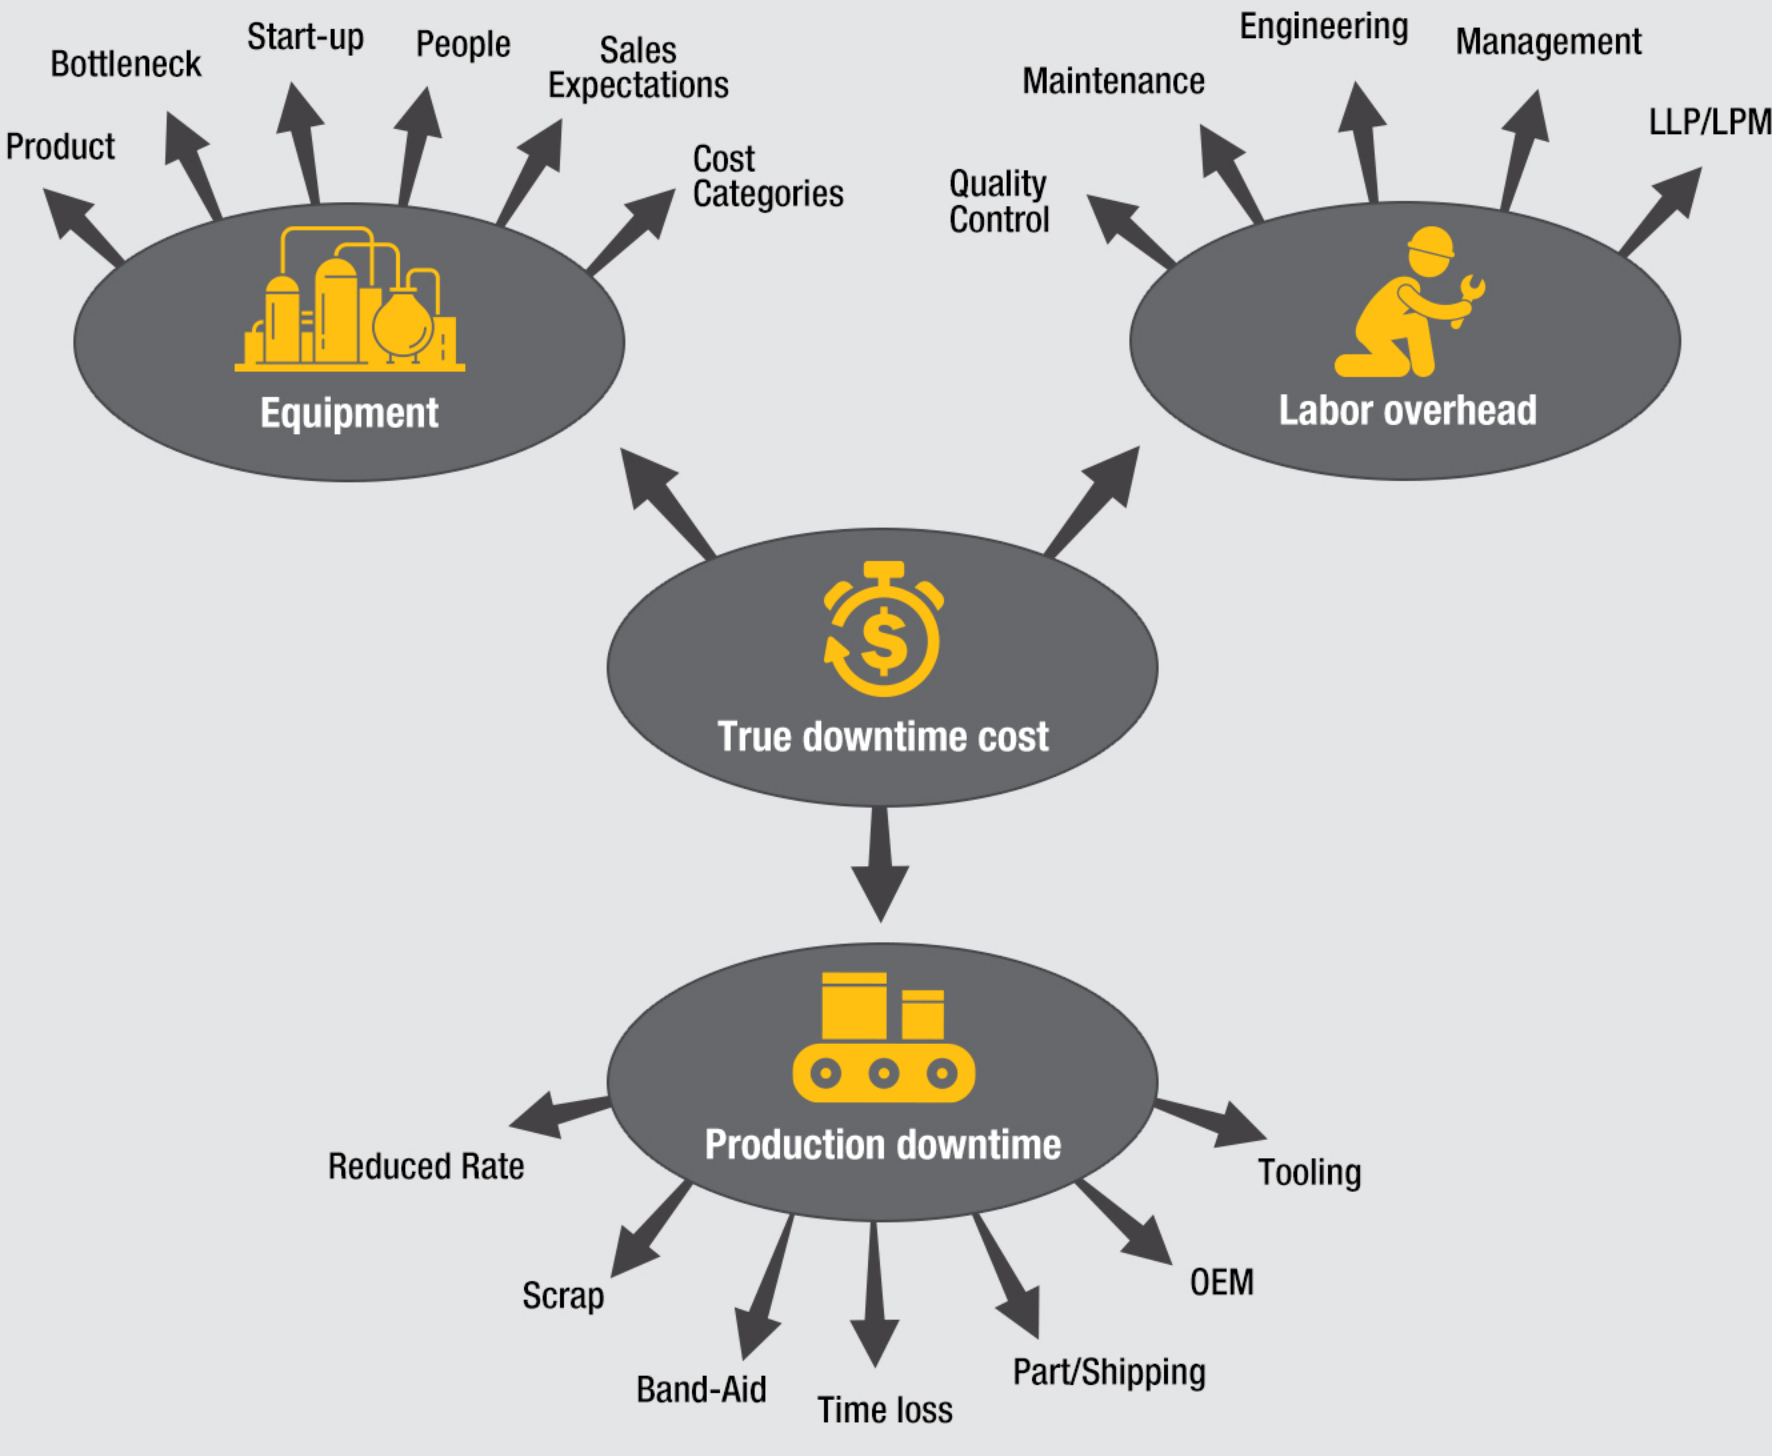 Product
Bottleneck
Start-up
People
Sales
Expectations
Cost
Categories
Equipment
Quality
Control
Maintenance
Engineering
Management
LLP/LPM
Labor overhead
$
True downtime cost
Production downtime
Reduced Rate
Scrap
Band-Aid
Time loss
Part/Shipping
OEM
Tooling